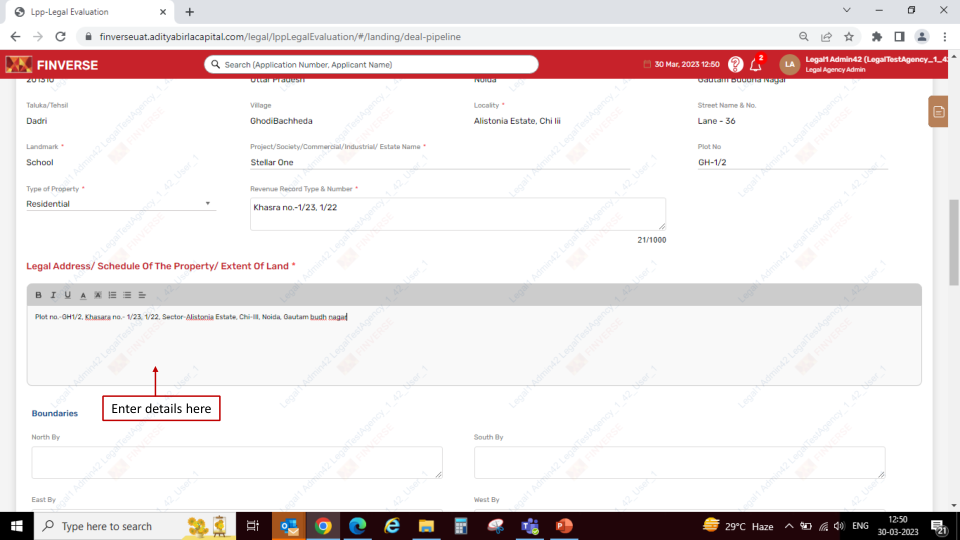 Lpp-Legal Evaluation
finverseuat.adityabirlacapital.com/legal/lppLegalEvaluation/#/landing/deal-pipeline
FINVERSE
Search (Application Number, Applicant Name)
30 Mar, 2023 12:50
2
LA
Legal1 Admin42 (LegalTestAgency_1_4
Legal Agency Admin
201310 Uttar Pradesh Noida Gautam Buddha Nagar
Taluka/Tehsil Village Locality * Street Name & No.
Dadri GhodiBachheda Alistonia Estate, Chi Iii Lane - 36
Landmark * Project/Society/Commercial/Industrial/ Estate Name * Plot No
School Stellar One GH-1/2
Type of Property * Revenue Record Type & Number *
Residential Khasra no.-1/23, 1/22
21/1000
Legal Address/ Schedule Of The Property/ Extent Of Land *
B I U A
Plot no.-GH1/2, Khasara no.- 1/23, 1/22, Sector-Alistonia Estate, Chi-III, Noida, Gautam budh nagar
Enter details here
Boundaries
North By South By
East By West By
Type here to search
29°C Haze
ENG
12:50
30-03-2023
21